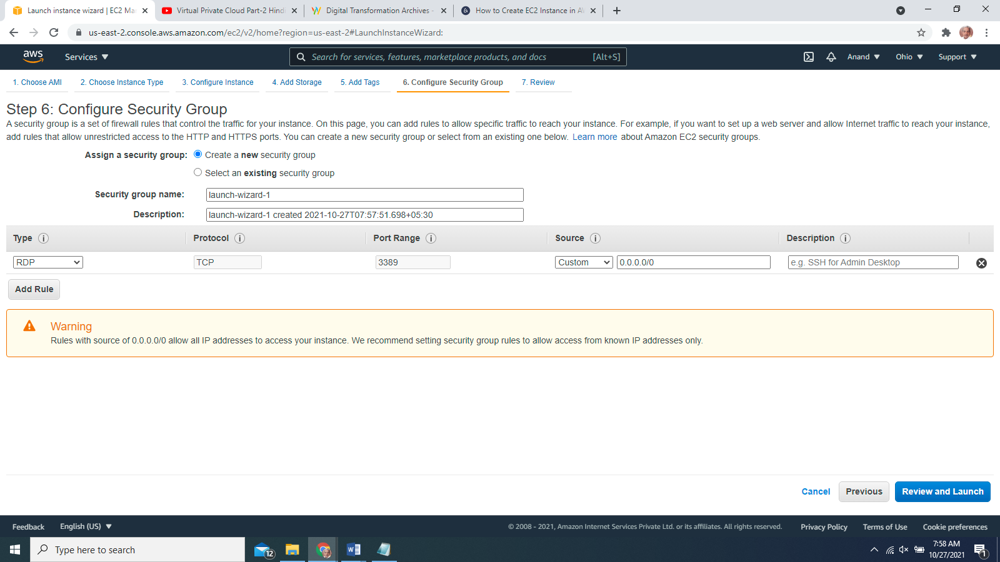 Launch instance wizard | EC2 Ma
Virtual Private Cloud Part-2 Hindi
Digital Transformation Archives -
How to Create EC2 Instance in A
us-east-2.console.aws.amazon.com/ec2/v2/home?region=us-east-2#LaunchInstanceWizard:
aws
Services
Search for services, features, marketplace products, and docs
[Alt+S]
Anand
Ohio
Support
1. Choose AMI
2. Choose Instance Type
3. Configure Instance
4. Add Storage
5. Add Tags
6. Configure Security Group
7. Review
Step 6: Configure Security Group
A security group is a set of firewall rules that control the traffic for your instance. On this page, you can add rules to allow specific traffic to reach your instance. For example, if you want to set up a web server and allow Internet traffic to reach your instance,
add rules that allow unrestricted access to the HTTP and HTTPS ports. You can create a new security group or select from an existing one below. Learn more about Amazon EC2 security groups.
Assign a security group: Create a new security group
Select an existing security group
Security group name: launch-wizard-1
Description: launch-wizard-1 created 2021-10-27T07:57:51.698+05:30
Type
Protocol
Port Range
Source
Description
RDP
TCP
3389
Custom
0.0.0.0/0
e.g. SSH for Admin Desktop
Add Rule
Warning
Rules with source of 0.0.0.0/0 allow all IP addresses to access your instance. We recommend setting security group rules to allow access from known IP addresses only.
Cancel
Previous
Review and Launch
Feedback
English (US)
© 2008 - 2021, Amazon Internet Services Private Ltd. or its affiliates. All rights reserved.
Privacy Policy
Terms of Use
Cookie preferences
Type here to search
12
7:58 AM
10/27/2021
1